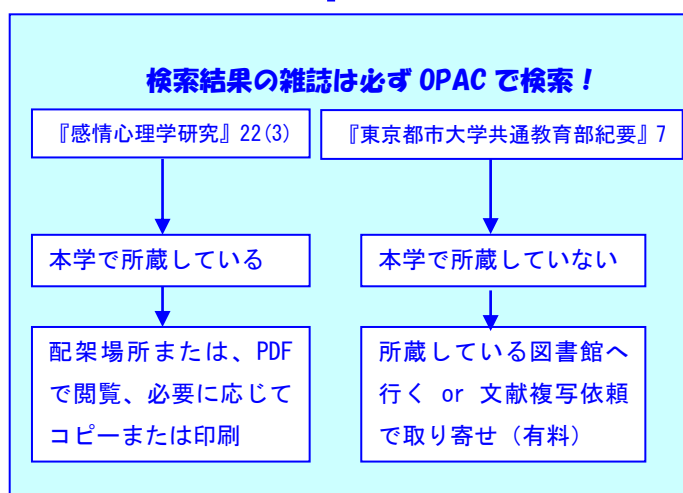 検索結果の雑誌は必ず OPAC で検索！
『感情心理学研究』22(3)
『東京都市大学共通教育部紀要』7
本学で所蔵している
本学で所蔵していない
配架場所または、PDF
で閲覧、必要に応じて
コピーまたは印刷
所蔵している図書館へ
行く or 文献複写依頼
で取り寄せ（有料）